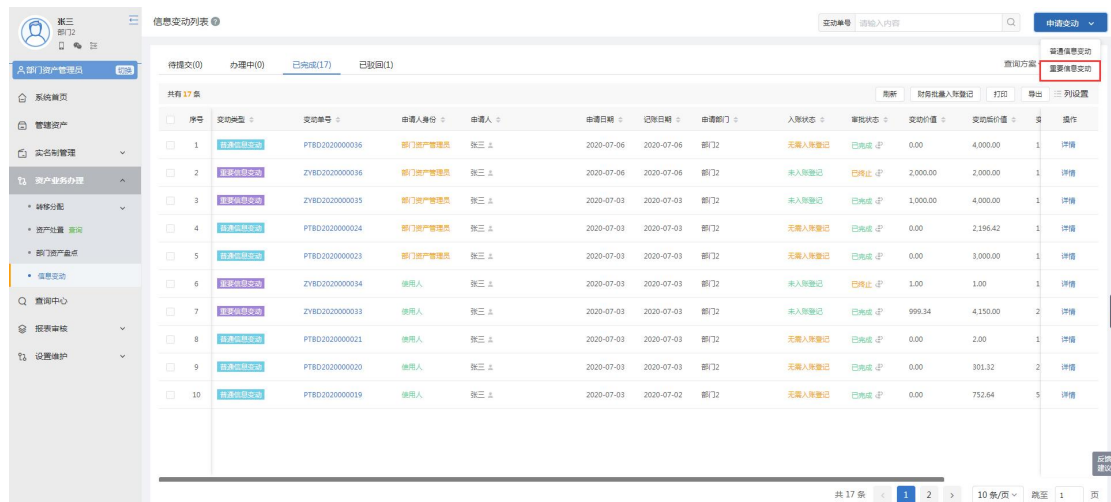 张三
部门2
部门资产管理员 切换
系统首页
管辖资产
实名制管理
资产业务办理
转移分配
资产处置 查询
部门资产盘点
信息变动
查询中心
报表审核
设置维护
信息变动列表
变动单号 请输入内容 申请变动
普通信息变动
重要信息变动
待提交(0) 办理中(0) 已完成(17) 已驳回(1) 查询方案
共有 17 条 刷新 财务批量入账登记 打印 导出 列设置
序号 变动类型 变动单号 申请人身份 申请人 申请日期 记账日期 申请部门 入账状态 审批状态 变动价值 变动后价值 操作
1 普通信息变动 PTBD2020000036 部门资产管理员 张三 2020-07-06 2020-07-06 部门2 无需入账登记 已完成 0.00 4,000.00 1 详情
2 重要信息变动 ZYBD2020000036 部门资产管理员 张三 2020-07-06 2020-07-06 部门2 未入账登记 已终止 2,000.00 2,000.00 1 详情
3 重要信息变动 ZYBD2020000035 部门资产管理员 张三 2020-07-03 2020-07-03 部门2 未入账登记 已完成 1,000.00 4,000.00 1 详情
4 普通信息变动 PTBD2020000024 部门资产管理员 张三 2020-07-03 2020-07-03 部门2 无需入账登记 已完成 0.00 2,196.42 1 详情
5 普通信息变动 PTBD2020000023 部门资产管理员 张三 2020-07-03 2020-07-03 部门2 无需入账登记 已完成 0.00 3,000.00 1 详情
6 重要信息变动 ZYBD2020000034 使用人 张三 2020-07-03 2020-07-03 部门2 未入账登记 已终止 1.00 1.00 1 详情
7 重要信息变动 ZYBD2020000033 使用人 张三 2020-07-03 2020-07-03 部门2 未入账登记 已完成 999.34 4,150.00 2 详情
8 普通信息变动 PTBD2020000021 使用人 张三 2020-07-03 2020-07-03 部门2 无需入账登记 已完成 0.00 2.00 1 详情
9 普通信息变动 PTBD2020000020 使用人 张三 2020-07-03 2020-07-03 部门2 无需入账登记 已完成 0.00 301.32 2 详情
10 普通信息变动 PTBD2020000019 使用人 张三 2020-07-03 2020-07-02 部门2 无需入账登记 已完成 0.00 752.64 5 详情
反馈
建议
共 17 条 1 2 10 条/页 跳至 1 页